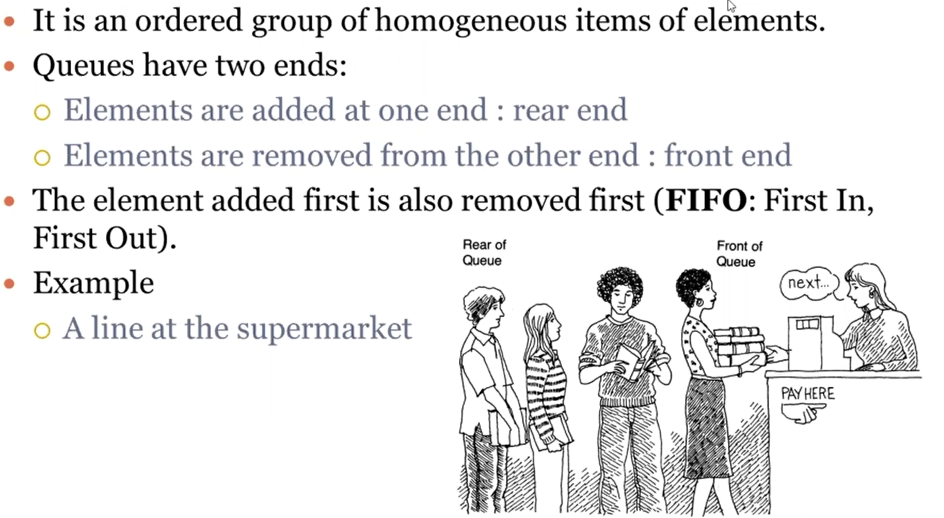 It is an ordered group of homogeneous items of elements.
Queues have two ends:
Elements are added at one end : rear end
Elements are removed from the other end : front end
The element added first is also removed first (FIFO: First In,
First Out).
Example
A line at the supermarket
Rear of
Queue
Front of
Queue
next...
PAY HERE